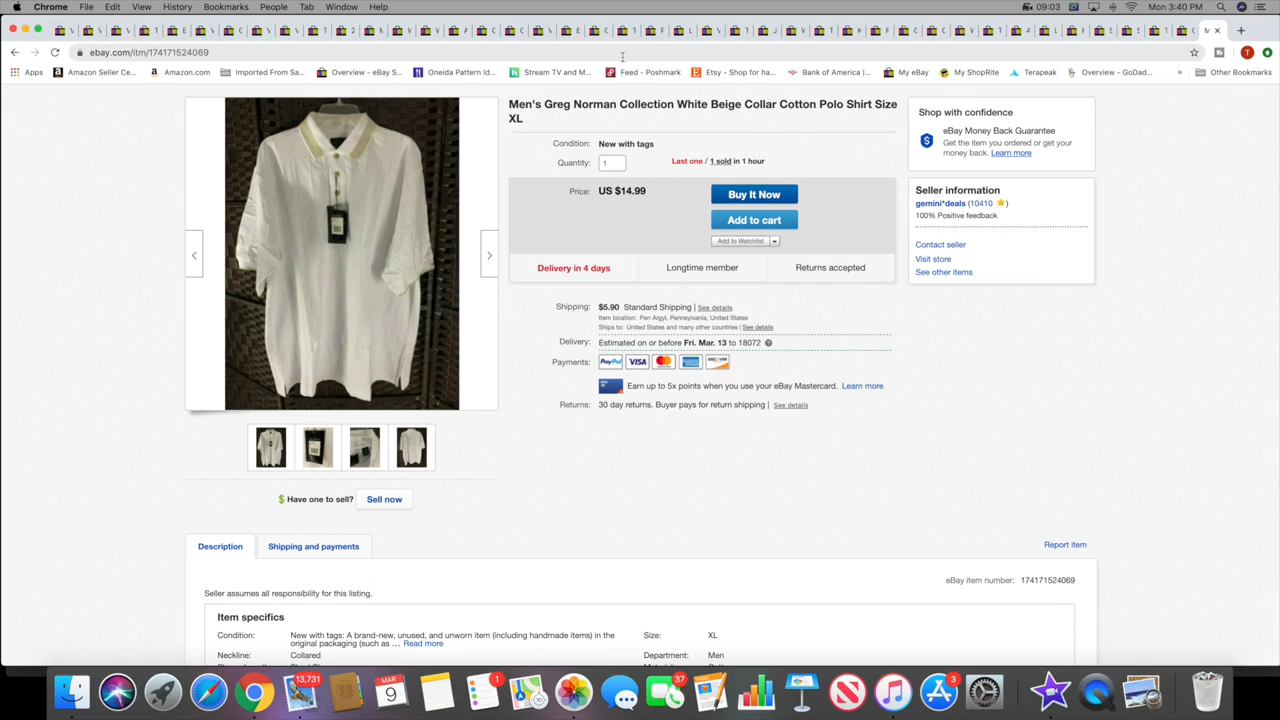 Chrome File Edit View History Bookmarks People Tab Window Help 09:03 Mon 3:40 PM
ebay.com/itm/174171524069
Apps Amazon Seller Ce... Amazon.com Imported From Sa... Overview - eBay S... Oneida Pattern Id... Stream TV and M... Feed - Poshmark Etsy - Shop for ha... Bank of America |... My eBay My ShopRite Terapeak Overview - GoDad... » Other Bookmarks
Men's Greg Norman Collection White Beige Collar Cotton Polo Shirt Size
XL
Condition: New with tags
Quantity: 1 Last one / 1 sold in 1 hour
Price: US $14.99 Buy It Now
Add to cart
Add to Watchlist
Delivery in 4 days Longtime member Returns accepted
Shipping: $5.90 Standard Shipping | See details
Item location: Pen Argyl, Pennsylvania, United States
Ships to: United States and many other countries | See details
Delivery: Estimated on or before Fri. Mar. 13 to 18072
Payments: PayPal VISA
Earn up to 5x points when you use your eBay Mastercard. Learn more
Returns: 30 day returns. Buyer pays for return shipping | See details
Shop with confidence
eBay Money Back Guarantee
Get the item you ordered or get your
money back. Learn more
Seller information
gemini*deals (10410 )
100% Positive feedback
Contact seller
Visit store
See other items
Have one to sell? Sell now
Description Shipping and payments Report item
eBay item number: 174171524069
Seller assumes all responsibility for this listing.
Item specifics
Condition: New with tags: A brand-new, unused, and unworn item (including handmade items) in the
original packaging (such as ... Read more
Size: XL
Neckline: Collared
Department: Men
13,731
MAR
9
1
37
3